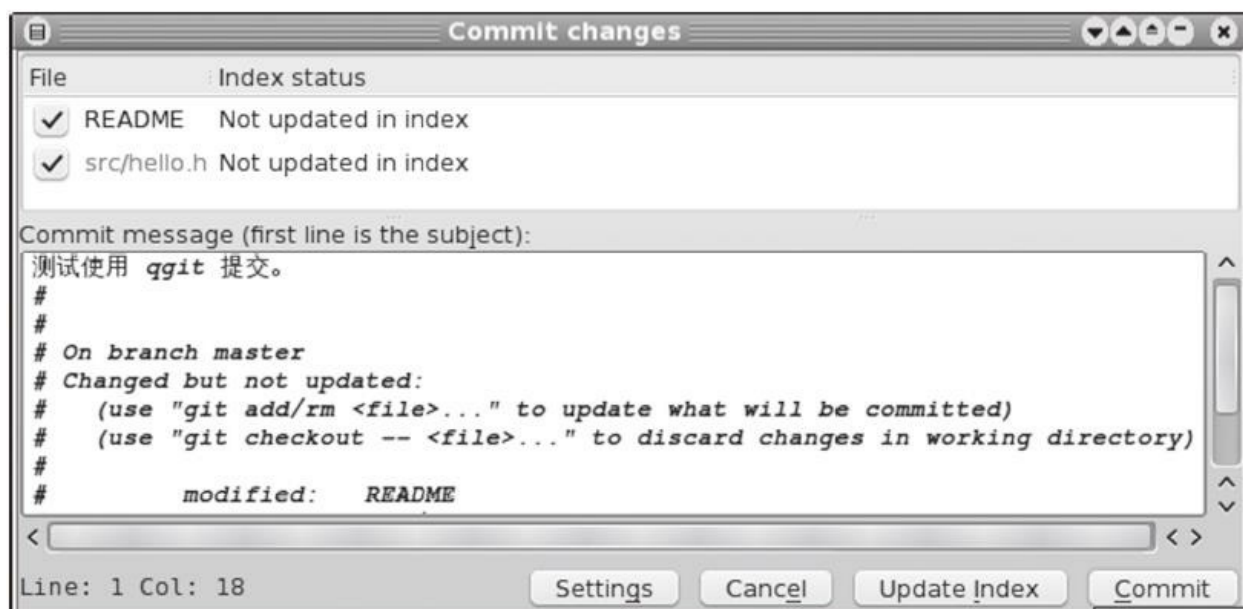 Commit changes
File Index status
README Not updated in index
src/hello.h Not updated in index
Commit message (first line is the subject):
测试使用 qgit 提交。
#
#
# On branch master
# Changed but not updated:
#   (use "git add/rm <file>..." to update what will be committed)
#   (use "git checkout -- <file>..." to discard changes in working directory)
#
#       modified:   README
Line: 1 Col: 18 Settings Cancel Update Index Commit